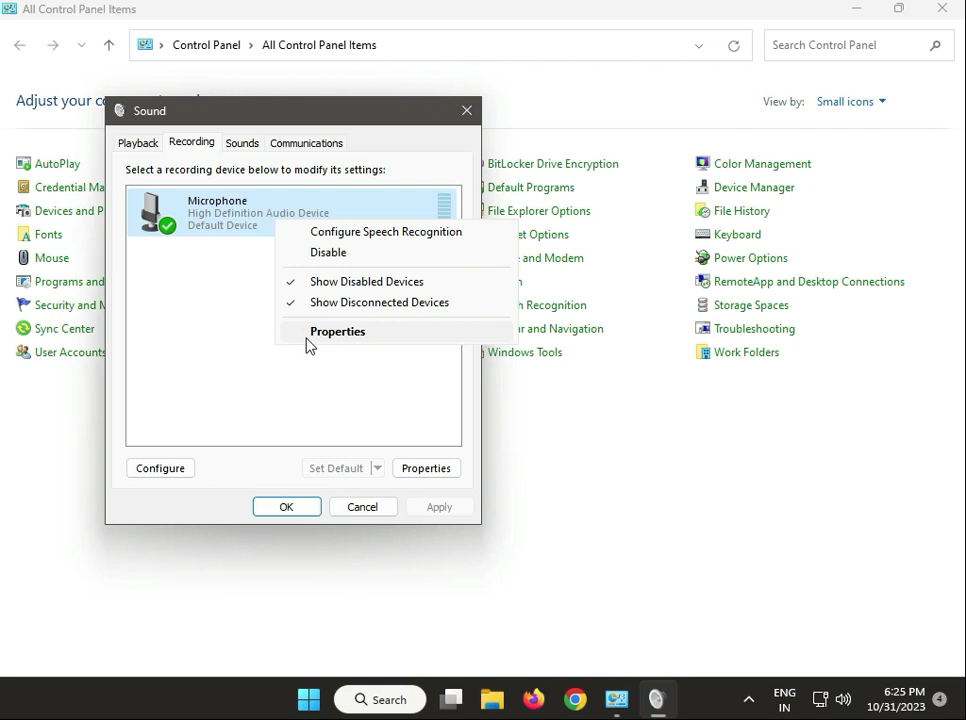 All Control Panel Items
Control Panel > All Control Panel Items
Search Control Panel
Adjust your co
View by: Small icons
Sound
Playback Recording Sounds Communications
Select a recording device below to modify its settings:
Microphone
High Definition Audio Device
Default Device
Configure Speech Recognition
Disable
Show Disabled Devices
Show Disconnected Devices
Properties
Configure Set Default Properties
OK Cancel Apply
AutoPlay
Credential Ma
Devices and P
Fonts
Mouse
Programs and
Security and M
Sync Center
User Accounts
BitLocker Drive Encryption
Default Programs
File Explorer Options
et Options
e and Modem
n
h Recognition
r and Navigation
Windows Tools
Color Management
Device Manager
File History
Keyboard
Power Options
RemoteApp and Desktop Connections
Storage Spaces
Troubleshooting
Work Folders
Search
ENG
IN
6:25 PM
10/31/2023
4